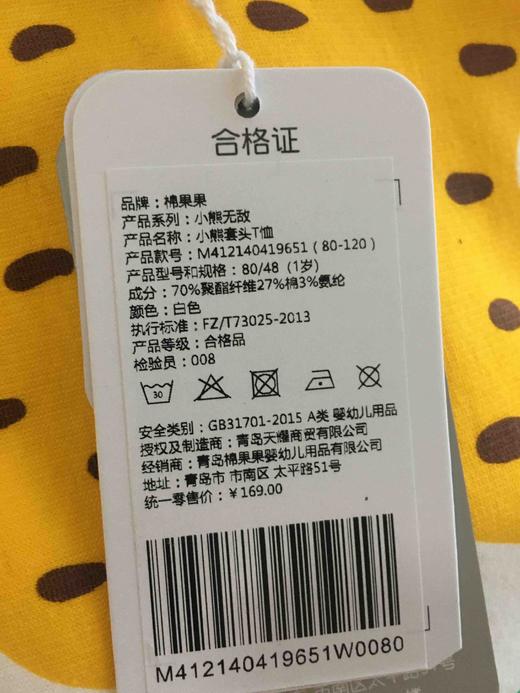 合格证
品牌：棉果果
产品系列：小熊无敌
产品名称：小熊套头T恤
产品款号：M412140419651（80-120）
产品型号和规格：80/48（1岁）
成分：70%聚酯纤维27%棉3%氨纶
颜色：白色
执行标准：FZ/T73025-2013
产品等级：合格品
检验员：008
30
安全类别：GB31701-2015 A类 婴幼儿用品
授权及制造商：青岛天耀商贸有限公司
经销商：青岛棉果果婴幼儿用品有限公司
地址：青岛市 市南区 太平路51号
统一零售价：￥169.00
M412140419651W0080